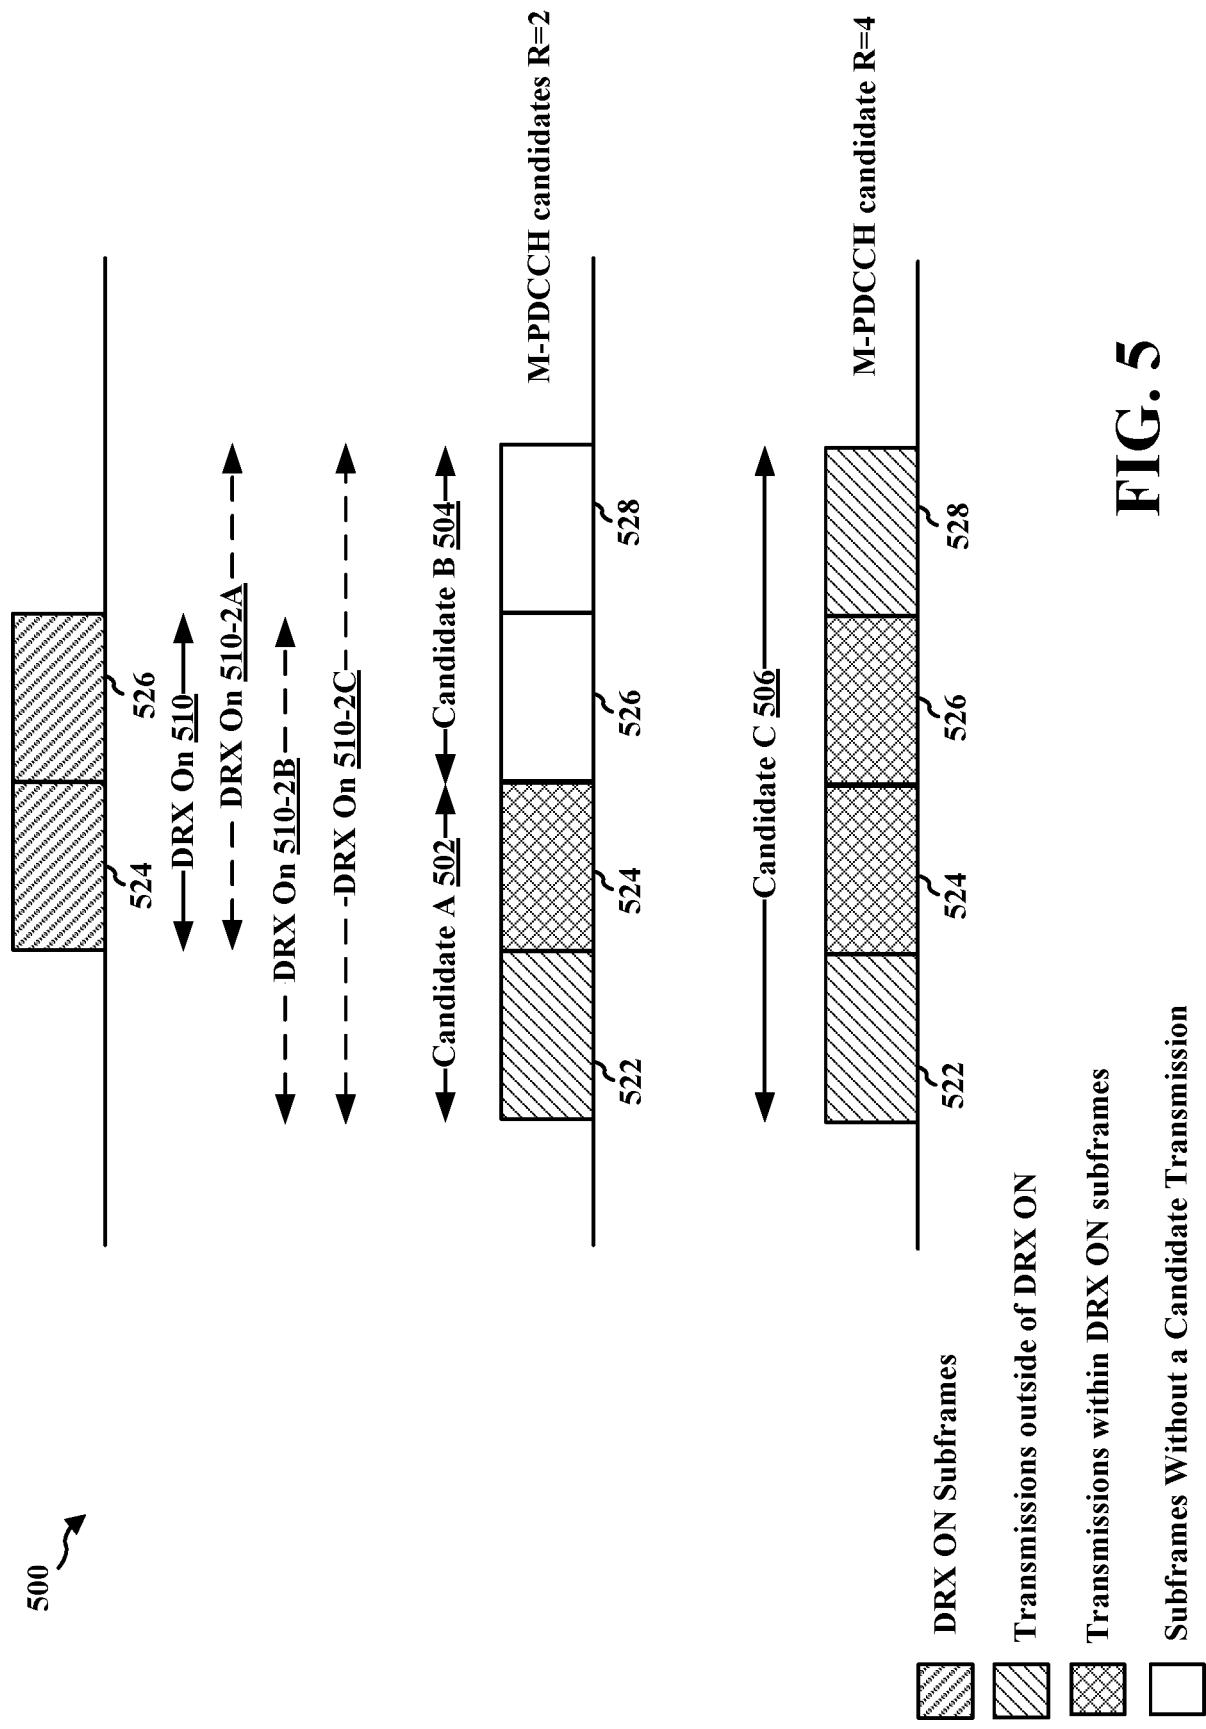 500
524
526
DRX On 510
DRX On 510-2A
DRX On 510-2B
DRX On 510-2C
Candidate A 502
Candidate B 504
M-PDCCH candidates R=2
522
524
526
528
Candidate C 506
M-PDCCH candidate R=4
522
524
526
528
DRX ON Subframes
Transmissions outside of DRX ON
Transmissions within DRX ON subframes
Subframes Without a Candidate Transmission
FIG. 5